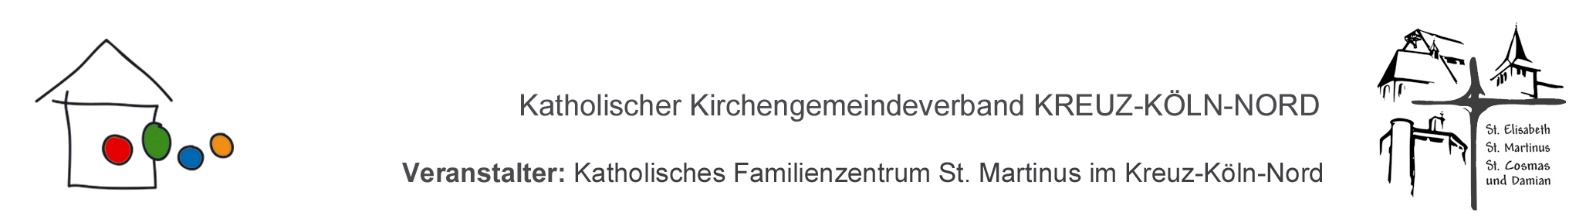 Katholischer Kirchengemeindeverband KREUZ-KÖLN-NORD
Veranstalter: Katholisches Familienzentrum St. Martinus im Kreuz-Köln-Nord
St. Elisabeth
St. Martinus
St. Cosmas
und Damian